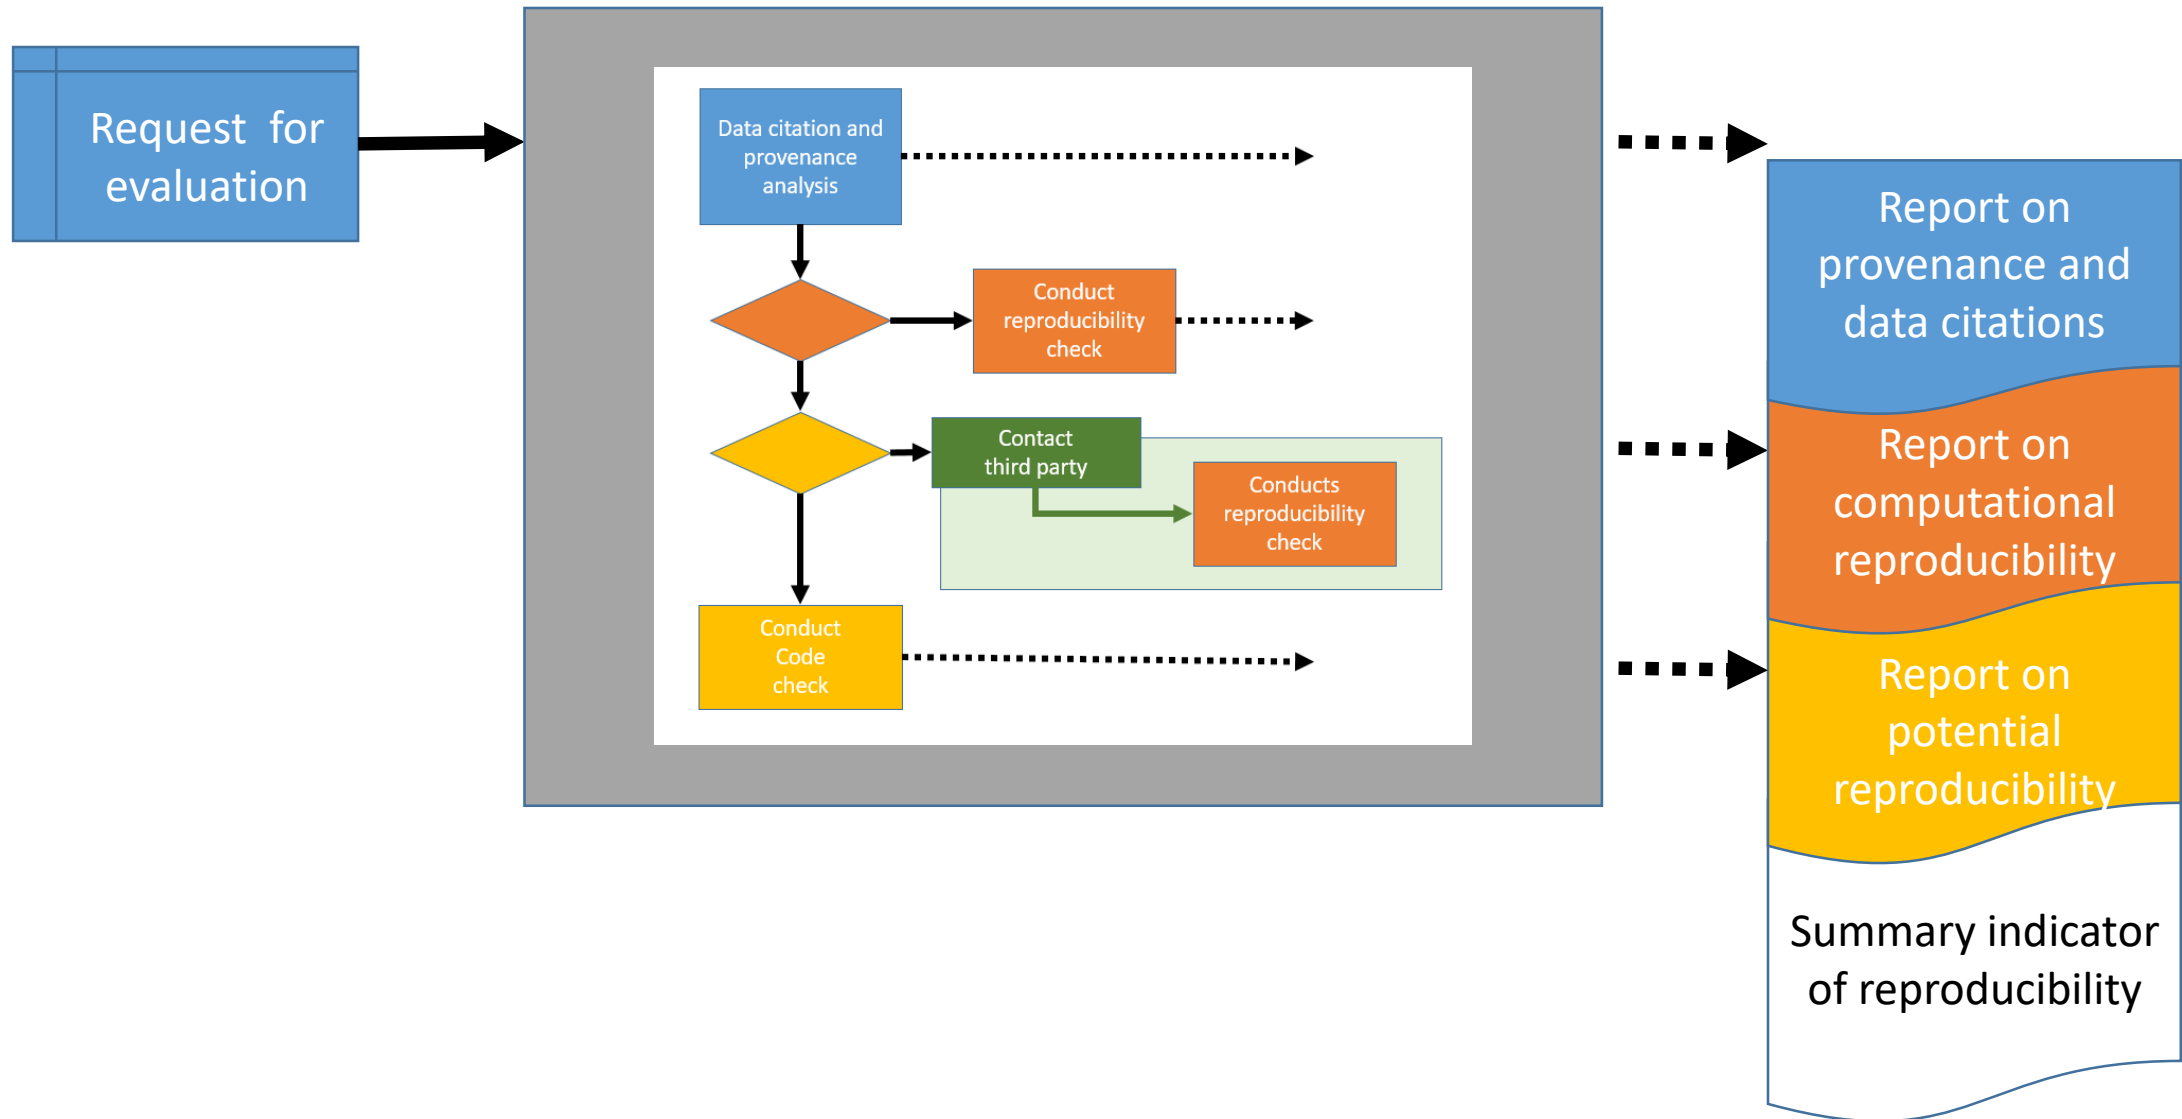 Request for
evaluation
Data citation and
provenance
analysis
Conduct
reproducibility
check
Contact
third party
Conducts
reproducibility
check
Conduct
Code
check
Report on
provenance and
data citations
Report on
computational
reproducibility
Report on
potential
reproducibility
Summary indicator
of reproducibility